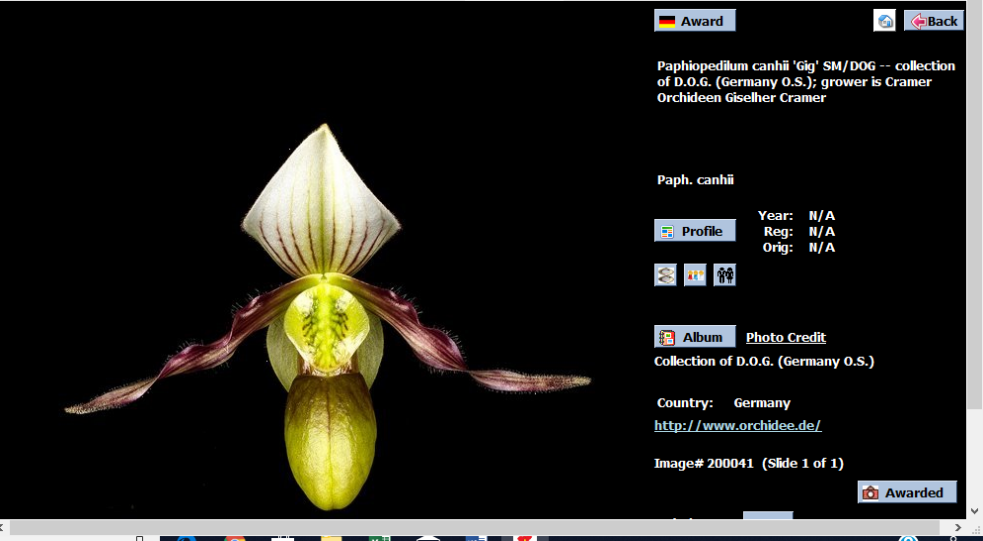 Award
Back
Paphiopedilum canhii 'Gig' SM/DOG -- collection
of D.O.G. (Germany O.S.); grower is Cramer
Orchideen Giselher Cramer
Paph. canhii
Profile
Year: N/A
Reg: N/A
Orig: N/A
Album
Photo Credit
Collection of D.O.G. (Germany O.S.)
Country: Germany
http://www.orchidee.de/
Image# 200041 (Slide 1 of 1)
Awarded